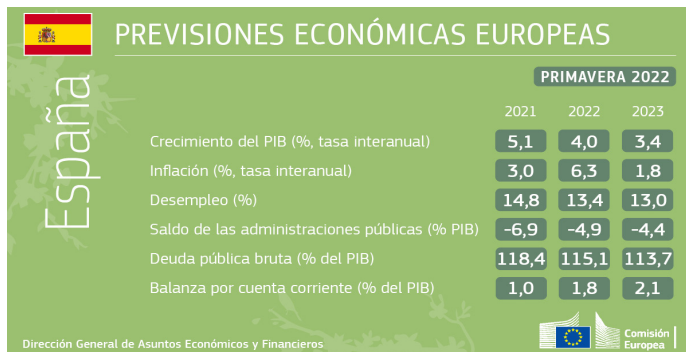 PREVISIONES ECONÓMICAS EUROPEAS
España
PRIMAVERA 2022
2021 2022 2023
Crecimiento del PIB (%, tasa interanual) 5,1 4,0 3,4
Inflación (%, tasa interanual) 3,0 6,3 1,8
Desempleo (%) 14,8 13,4 13,0
Saldo de las administraciones públicas (% PIB) -6,9 -4,9 -4,4
Deuda pública bruta (% del PIB) 118,4 115,1 113,7
Balanza por cuenta corriente (% del PIB) 1,0 1,8 2,1
Dirección General de Asuntos Económicos y Financieros
Comisión
Europea